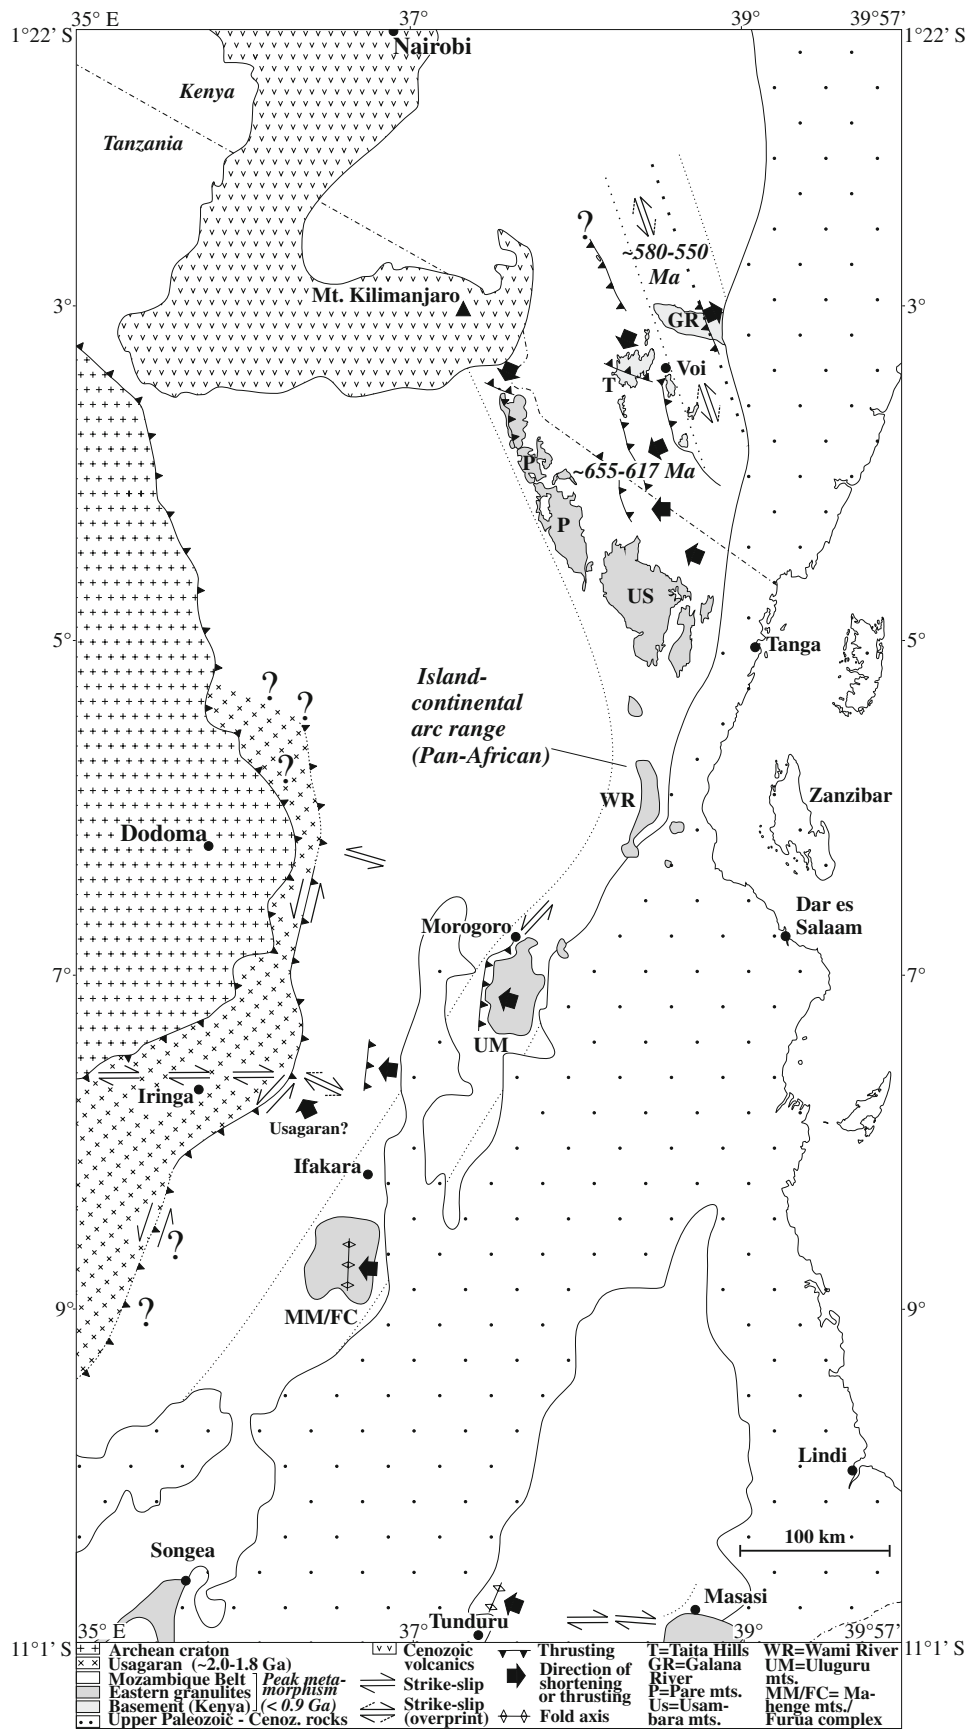 35° E
37°
39°
39°57'
1°22' S
1°22' S
Nairobi
Kenya
Tanzania
?
~580-550
Ma
Mt. Kilimanjaro
3°
3°
GR
Voi
T
P
~655-617 Ma
P
US
5°
5°
Tanga
?
?
Island-
continental
arc range
(Pan-African)
?
WR
Zanzibar
Dodoma
Dar es
Salaam
Morogoro
7°
7°
UM
Iringa
Usagaran?
Ifakara
?
MM/FC
9°
9°
?
Lindi
100 km
Songea
Masasi
Tunduru
35° E
37°
39°
39°57'
11°1' S
11°1' S
Archean craton
Usagaran (~2.0-1.8 Ga)
Mozambique Belt
Eastern granulites
Basement (Kenya)
Peak meta-
morphism
(< 0.9 Ga)
Upper Paleozoic - Cenoz. rocks
Cenozoic
volcanics
Strike-slip
Strike-slip
(overprint)
Thrusting
Direction of
shortening
or thrusting
Fold axis
T=Taita Hills
GR=Galana
River
P=Pare mts.
Us=Usam-
bara mts.
WR=Wami River
UM=Uluguru
mts.
MM/FC= Ma-
henge mts./
Furua complex